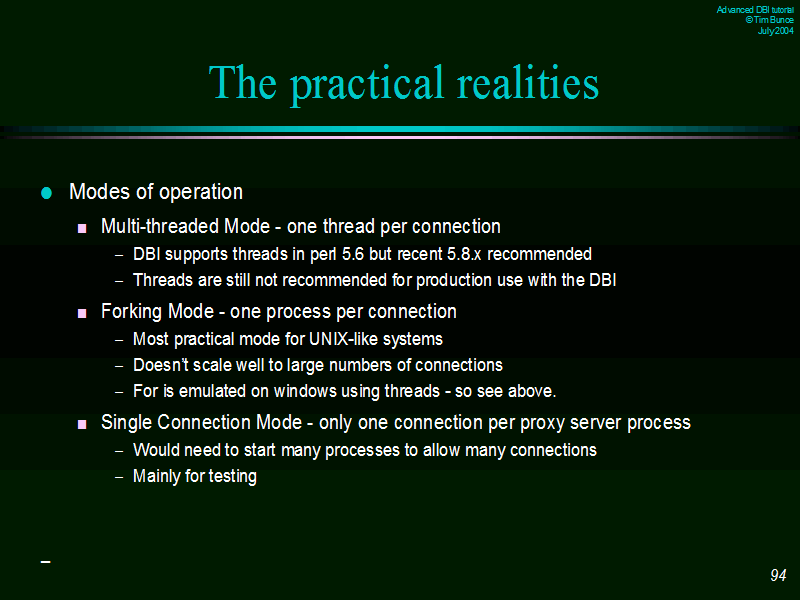 Advanced DBI tutorial
© Tim Bunce
July 2004
The practical realities
Modes of operation
Multi-threaded Mode - one thread per connection
– DBI supports threads in perl 5.6 but recent 5.8.x recommended
– Threads are still not recommended for production use with the DBI
Forking Mode - one process per connection
– Most practical mode for UNIX-like systems
– Doesn't scale well to large numbers of connections
– For is emulated on windows using threads - so see above.
Single Connection Mode - only one connection per proxy server process
– Would need to start many processes to allow many connections
– Mainly for testing
–
94